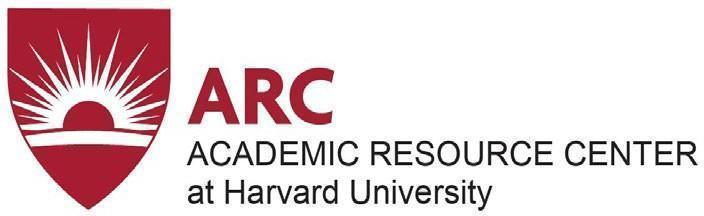 ARC
ACADEMIC RESOURCE CENTER
at Harvard University